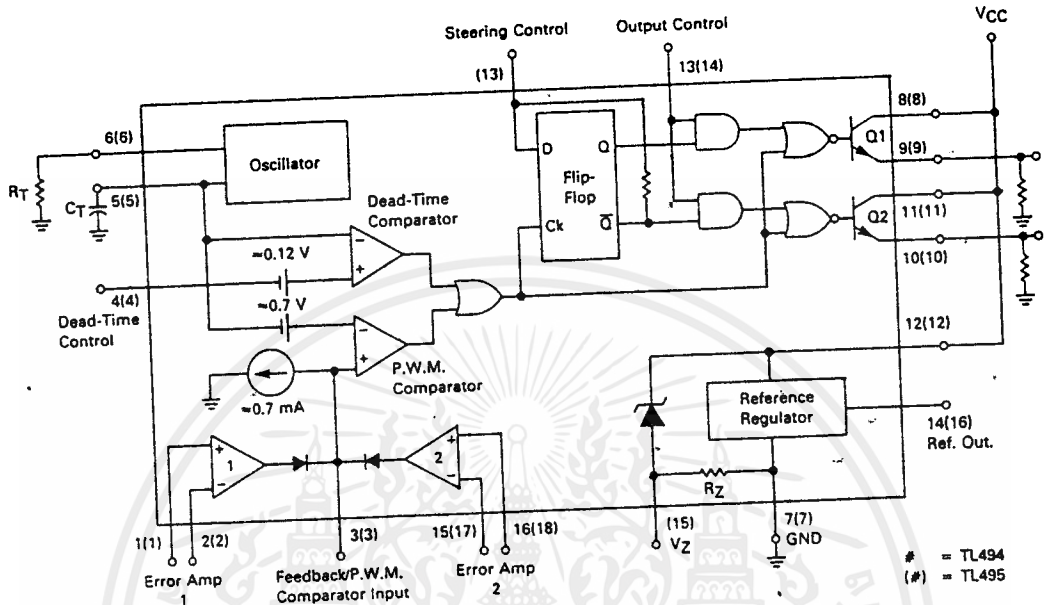 Steering Control
Output Control
VCC
(13)
13(14)
8(8)
6(6)
Oscillator
D
Q
Q1
9(9)
RT
Flip-
Flop
CT
5(5)
Dead-Time
Comparator
11(11)
Ck
Q
Q2
≈0.12 V
−
+
10(10)
4(4)
Dead-Time
Control
≈0.7 V
−
+
12(12)
P.W.M.
Comparator
≈0.7 mA
Reference
Regulator
14(16)
Ref. Out.
+
1
−
+
2
−
RZ
1(1)
2(2)
3(3)
15(17)
16(18)
(15)
VZ
7(7)
GND
Error Amp
1
Feedback/P.W.M.
Comparator Input
Error Amp
2
# = TL494
(#) = TL495